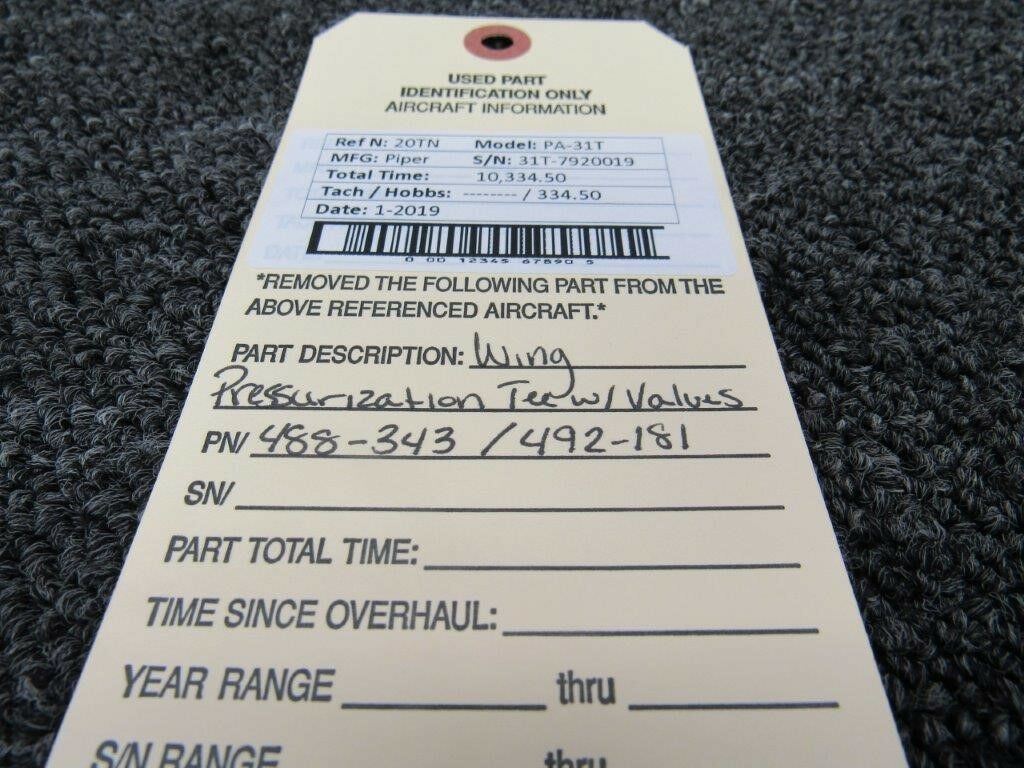 USED PART
IDENTIFICATION ONLY
AIRCRAFT INFORMATION
Ref N: 20TN Model: PA-31T
MFG: Piper S/N: 31T-7920019
Total Time: 10,334.50
Tach / Hobbs: -------- / 334.50
Date: 1-2019
0 00 12345 67890 5
*REMOVED THE FOLLOWING PART FROM THE
ABOVE REFERENCED AIRCRAFT.*
PART DESCRIPTION: Wing
Pressurization Tee w/ Valves
PN/ 488-343 / 492-181
SN/
PART TOTAL TIME:
TIME SINCE OVERHAUL:
YEAR RANGE thru
S/N RANGE thru